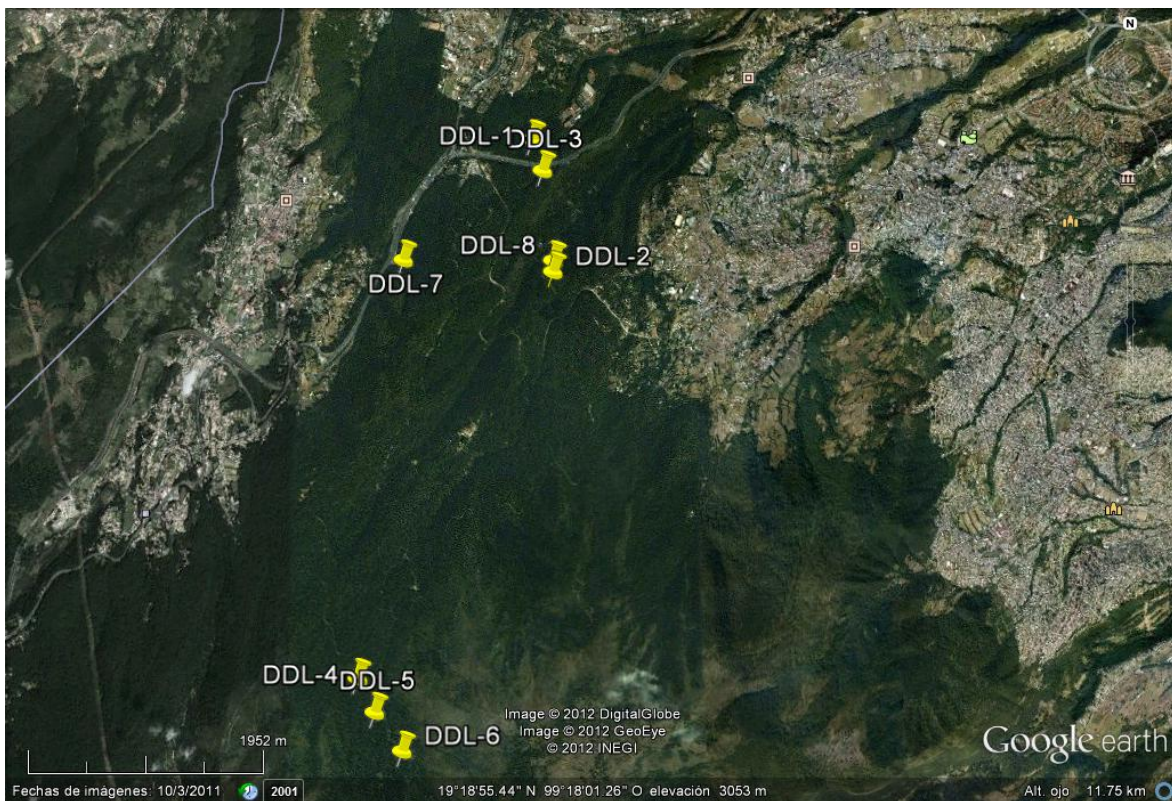 N
DDL-1
DDL-3
DDL-8
DDL-2
DDL-7
DDL-4
DDL-5
DDL-6
Image © 2012 DigitalGlobe
Image © 2012 GeoEye
© 2012 INEGI
1952 m
Google earth
Fechas de imágenes: 10/3/2011
2001
19°18'55.44" N 99°18'01.26" O elevación 3053 m
Alt. ojo 11.75 km